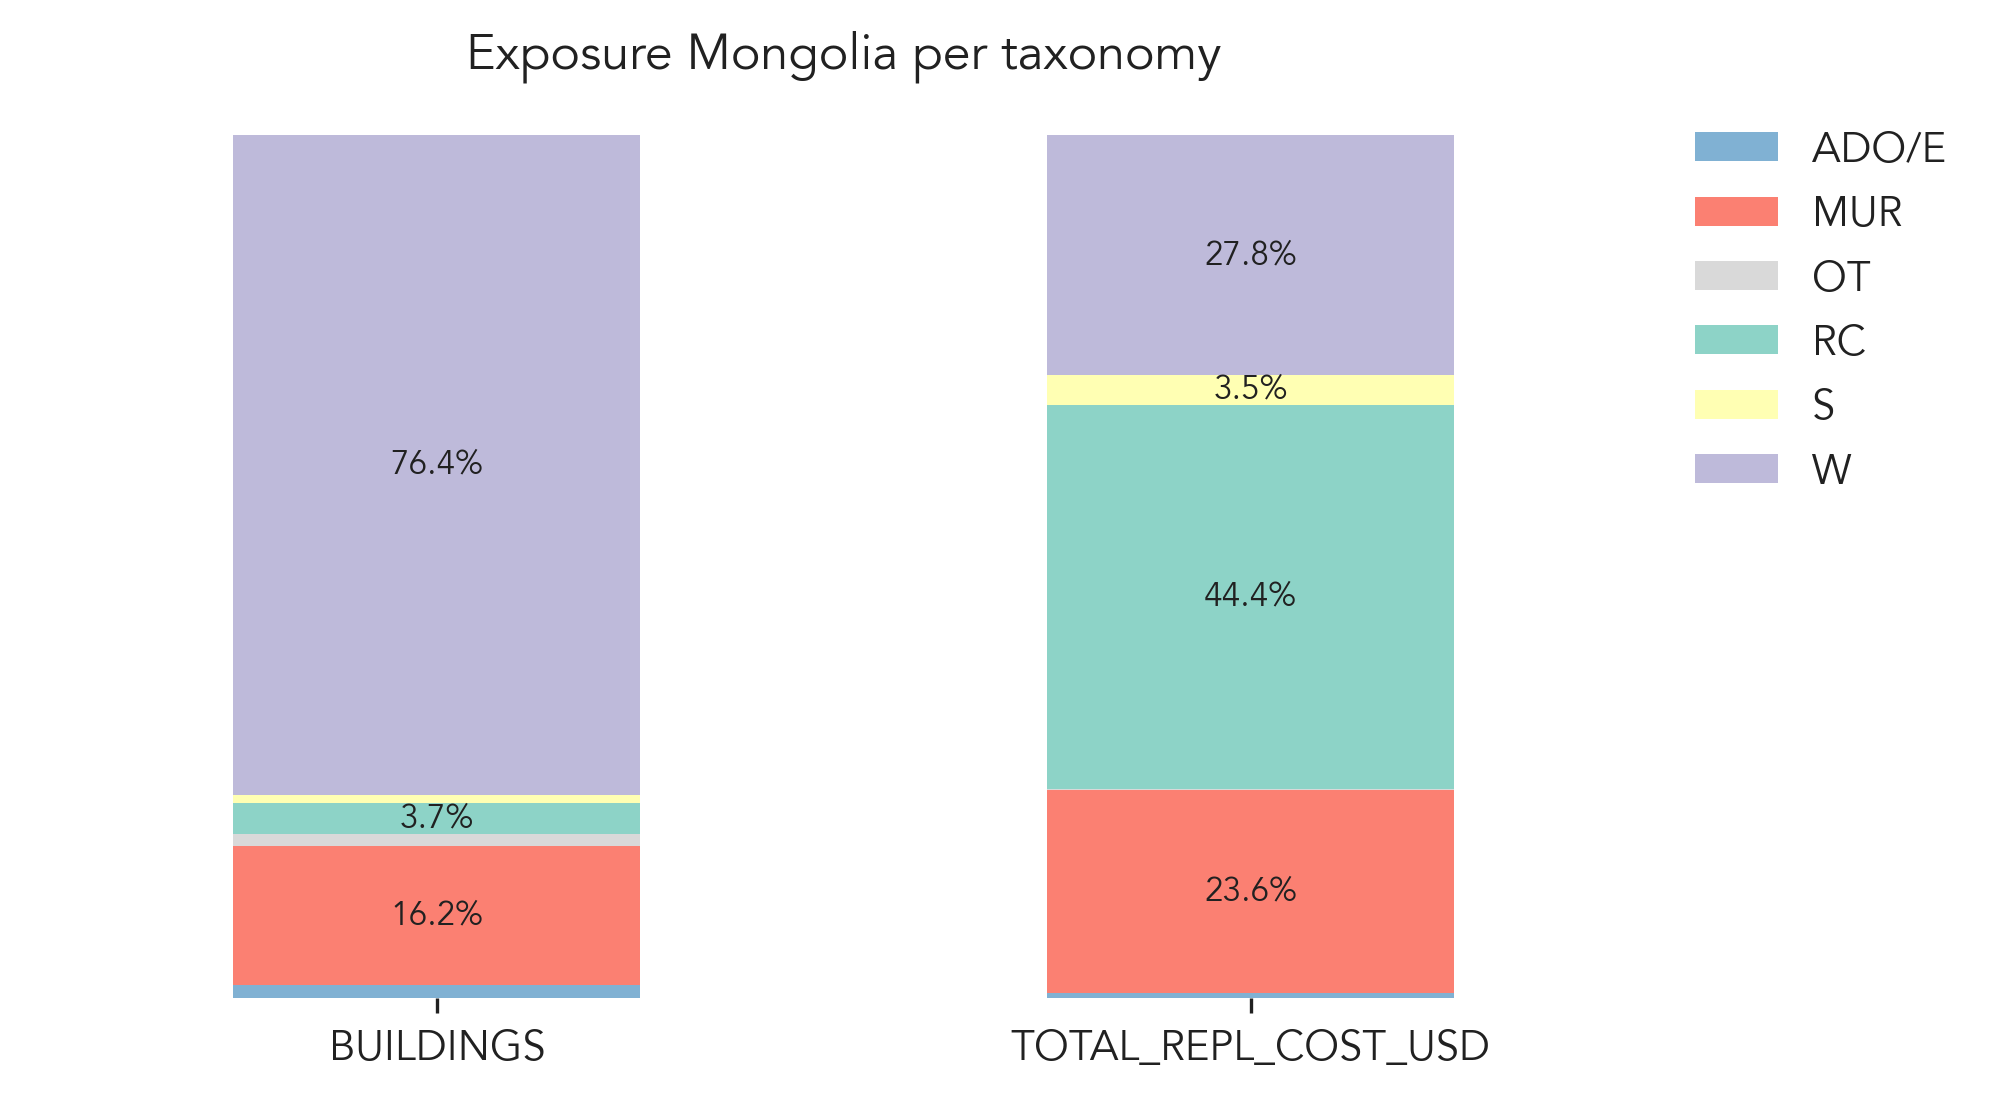 Exposure Mongolia per taxonomy
76.4%
3.7%
16.2%
BUILDINGS
27.8%
3.5%
44.4%
23.6%
TOTAL_REPL_COST_USD
ADO/E
MUR
OT
RC
S
W